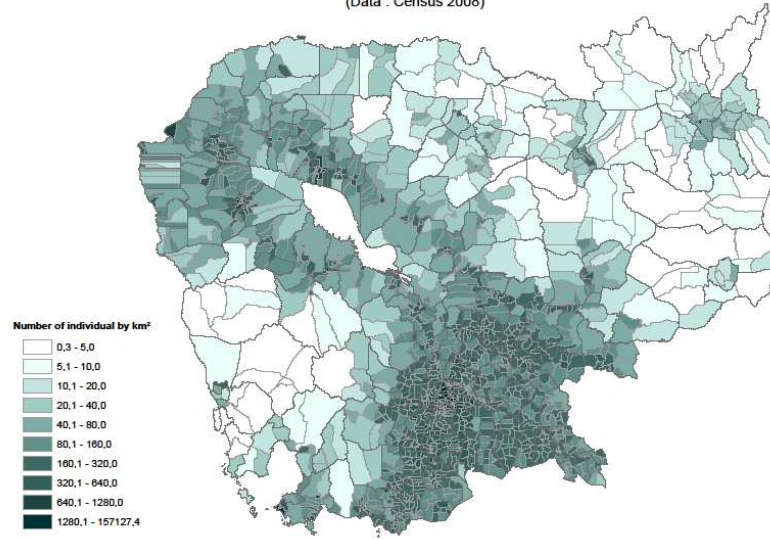 (Data : Census 2008)
Number of individual by km²
0,3 - 5,0
5,1 - 10,0
10,1 - 20,0
20,1 - 40,0
40,1 - 80,0
80,1 - 160,0
160,1 - 320,0
320,1 - 640,0
640,1 - 1280,0
1280,1 - 157127,4